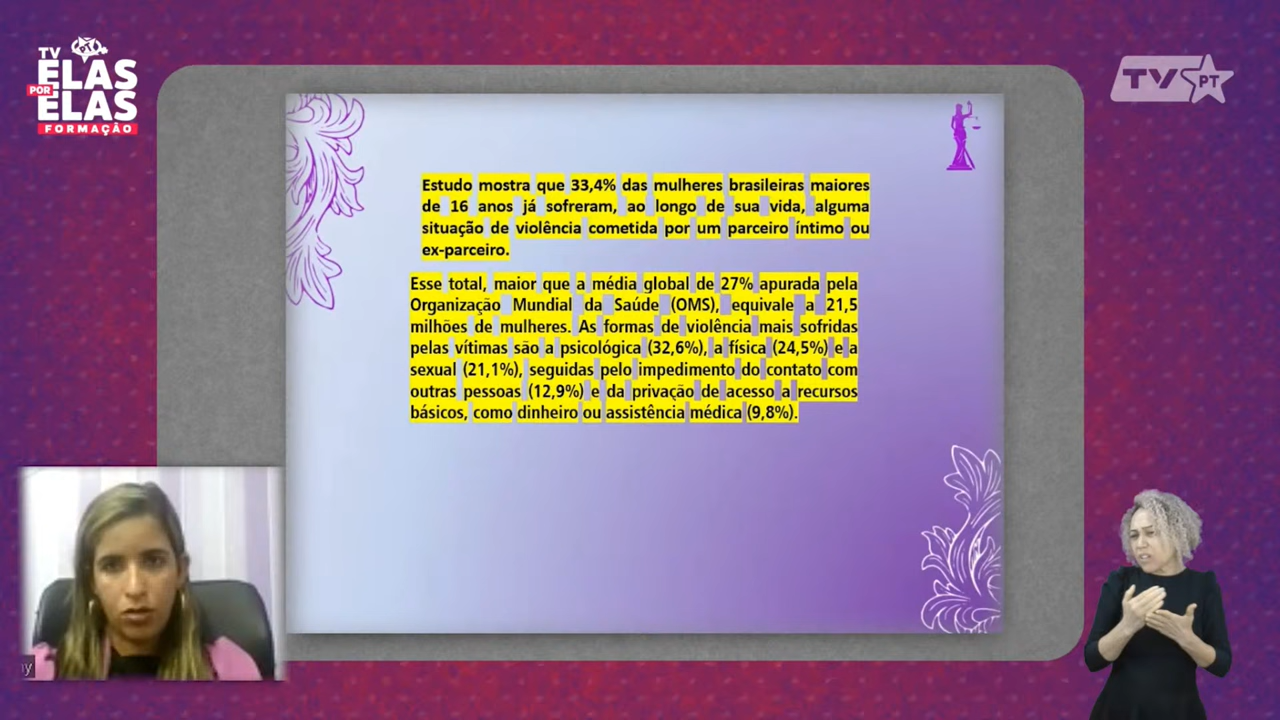 TV
ELAS
POR
ELAS
FORMAÇÃO
TV PT
Estudo mostra que 33,4% das mulheres brasileiras maiores
de 16 anos já sofreram, ao longo de sua vida, alguma
situação de violência cometida por um parceiro íntimo ou
ex-parceiro.
Esse total, maior que a média global de 27% apurada pela
Organização Mundial da Saúde (OMS), equivale a 21,5
milhões de mulheres. As formas de violência mais sofridas
pelas vítimas são a psicológica (32,6%), a física (24,5%) e a
sexual (21,1%), seguidas pelo impedimento do contato com
outras pessoas (12,9%) e da privação de acesso a recursos
básicos, como dinheiro ou assistência médica (9,8%).